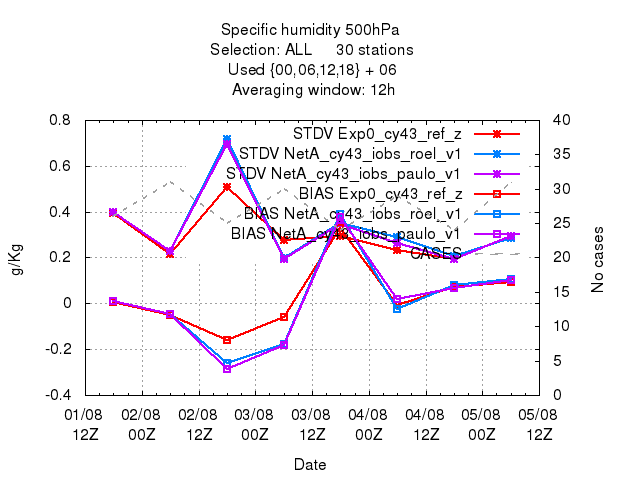 Specific humidity 500hPa
Selection: ALL 30 stations
Used {00,06,12,18} + 06
Averaging window: 12h
STDV Exp0_cy43_ref_z
STDV NetA_cy43_iobs_roel_v1
STDV NetA_cy43_iobs_paulo_v1
BIAS Exp0_cy43_ref_z
BIAS NetA_cy43_iobs_roel_v1
BIAS NetA_cy43_iobs_paulo_v1
CASES
0.8
0.6
0.4
0.2
0
-0.2
-0.4
g/Kg
40
35
30
25
20
15
10
5
0
No cases
01/08 02/08 02/08 03/08 03/08 04/08 04/08 05/08 05/08
12Z 00Z 12Z 00Z 12Z 00Z 12Z 00Z 12Z
Date